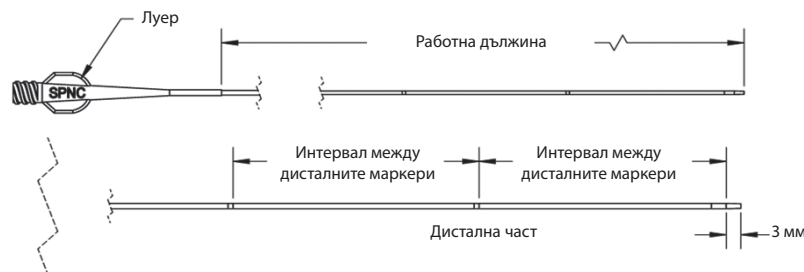 Луер
Работна дължина
SPNC
Интервал между
дисталните маркери
Интервал между
дисталните маркери
Дистална част
3 мм